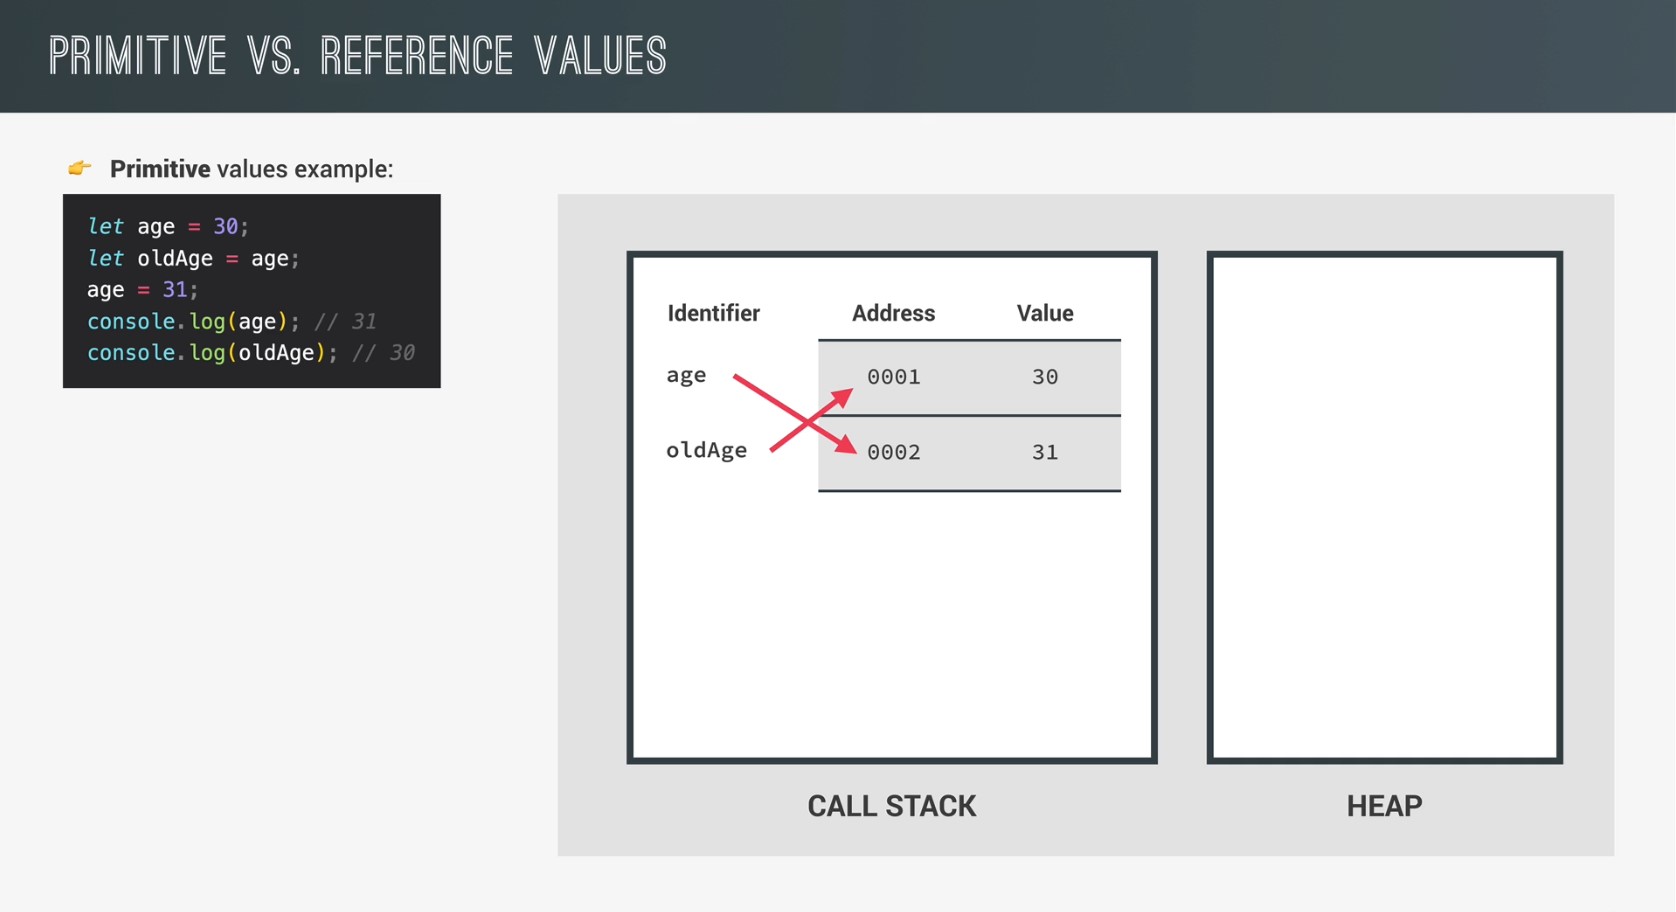 PRIMITIVE VS. REFERENCE VALUES
👉 Primitive values example:
let age = 30;
let oldAge = age;
age = 31;
console.log(age); // 31
console.log(oldAge); // 30
Identifier Address Value
age 0001 30
oldAge 0002 31
CALL STACK
HEAP